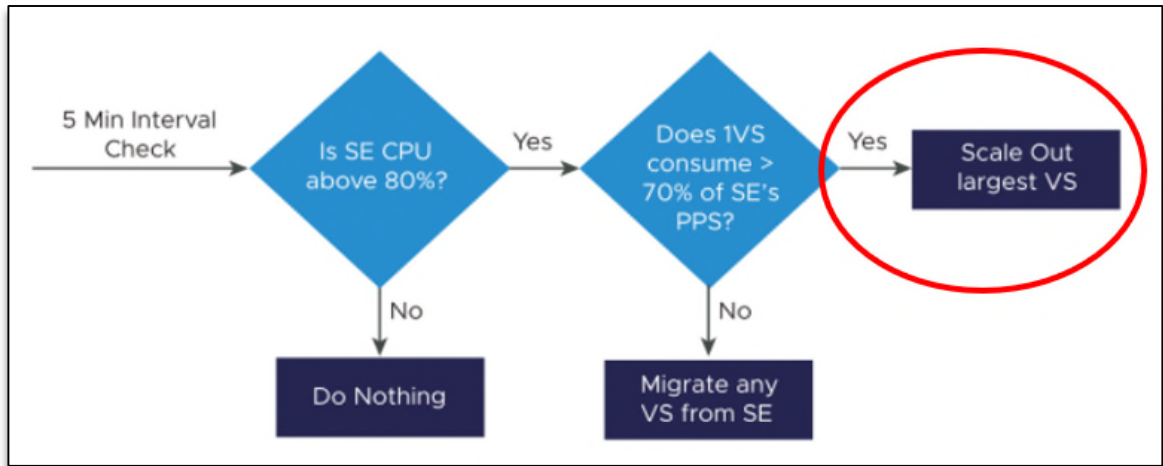 5 Min Interval
Check
Is SE CPU
above 80%?
Yes
Does 1VS
consume >
70% of SE's
PPS?
Yes
Scale Out
largest VS
No
Do Nothing
No
Migrate any
VS from SE